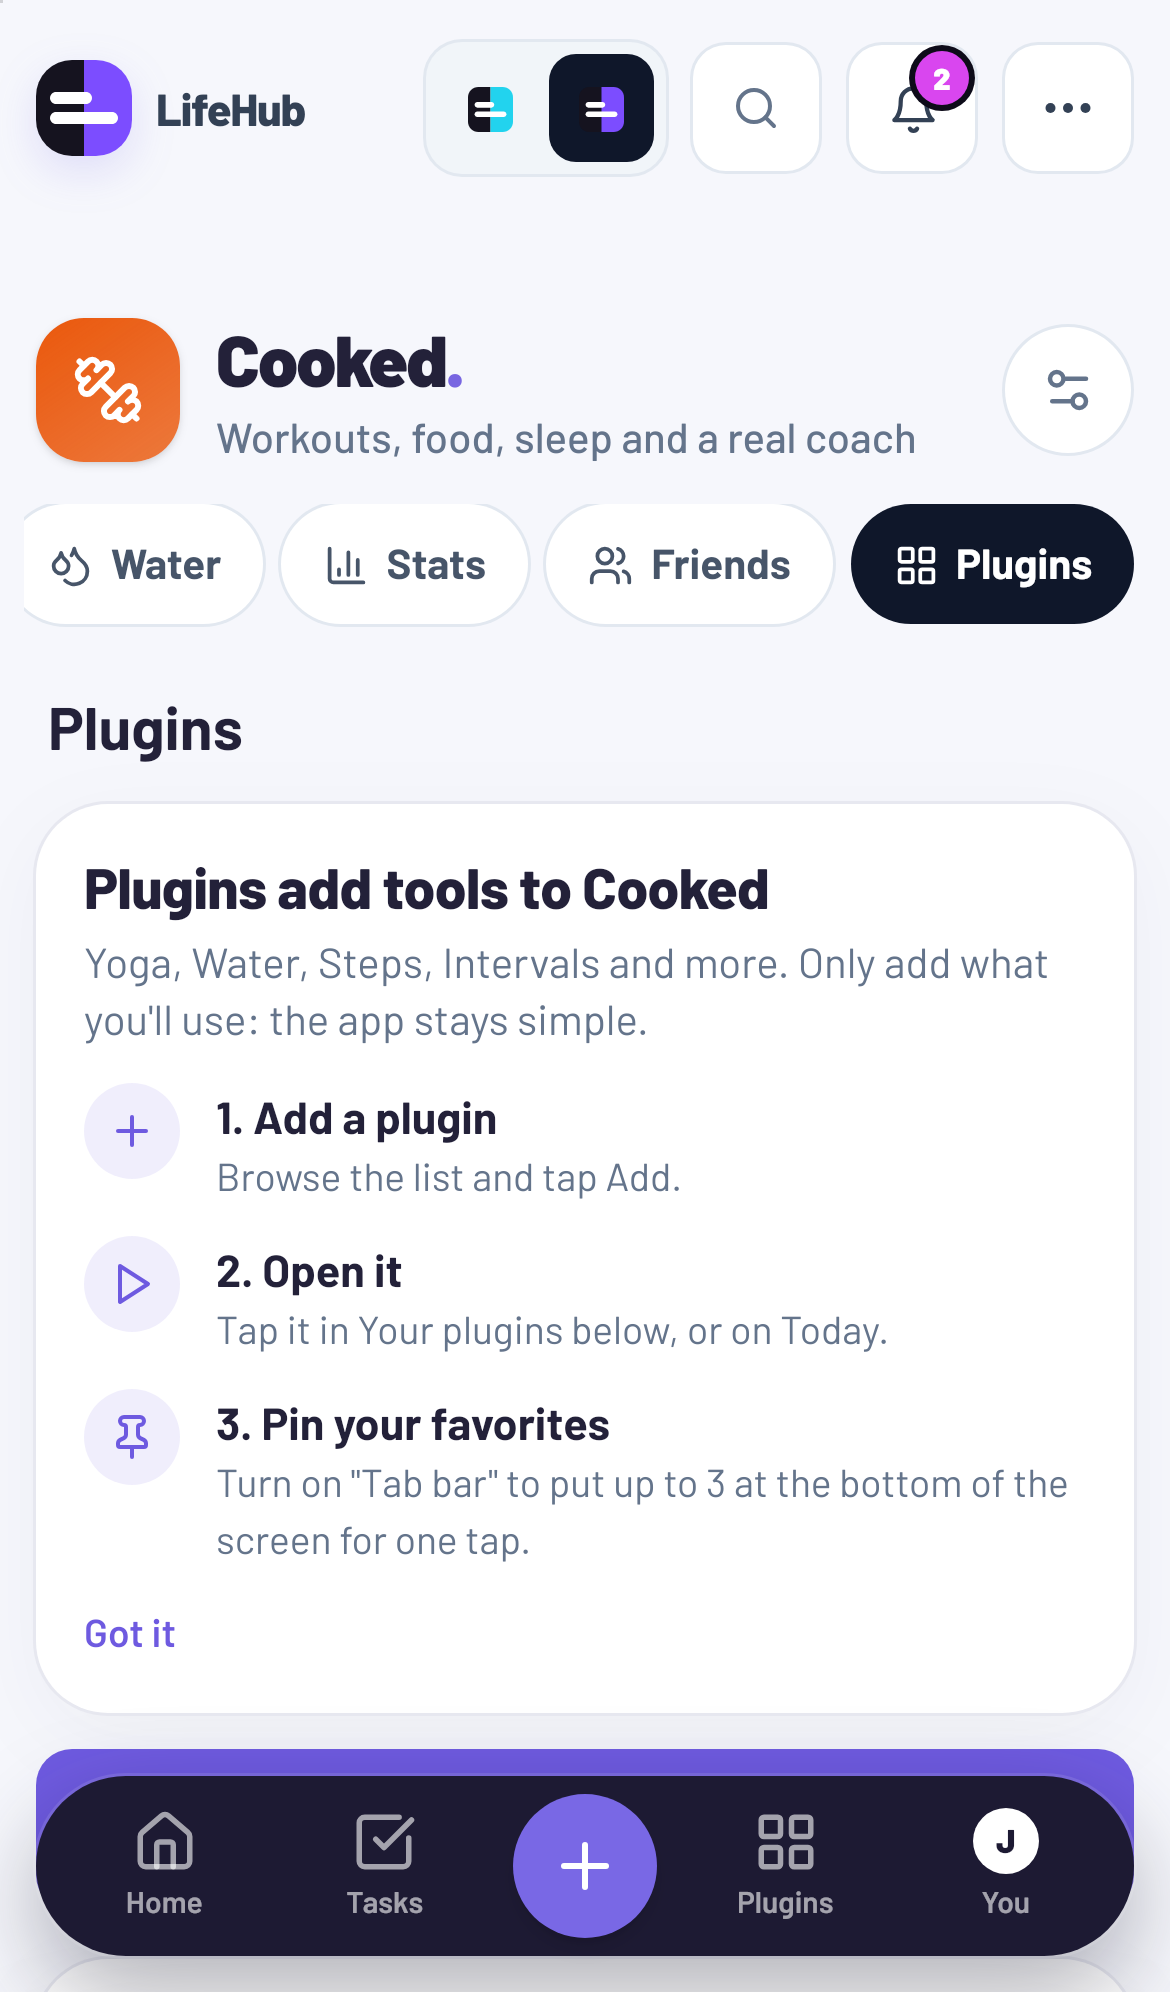 LifeHub
2
Cooked.
Workouts, food, sleep and a real coach
Water
Stats
Friends
Plugins
Plugins
Plugins add tools to Cooked
Yoga, Water, Steps, Intervals and more. Only add what
you'll use: the app stays simple.
1. Add a plugin
Browse the list and tap Add.
2. Open it
Tap it in Your plugins below, or on Today.
3. Pin your favorites
Turn on "Tab bar" to put up to 3 at the bottom of the
screen for one tap.
Got it
Home
Tasks
Plugins
J
You